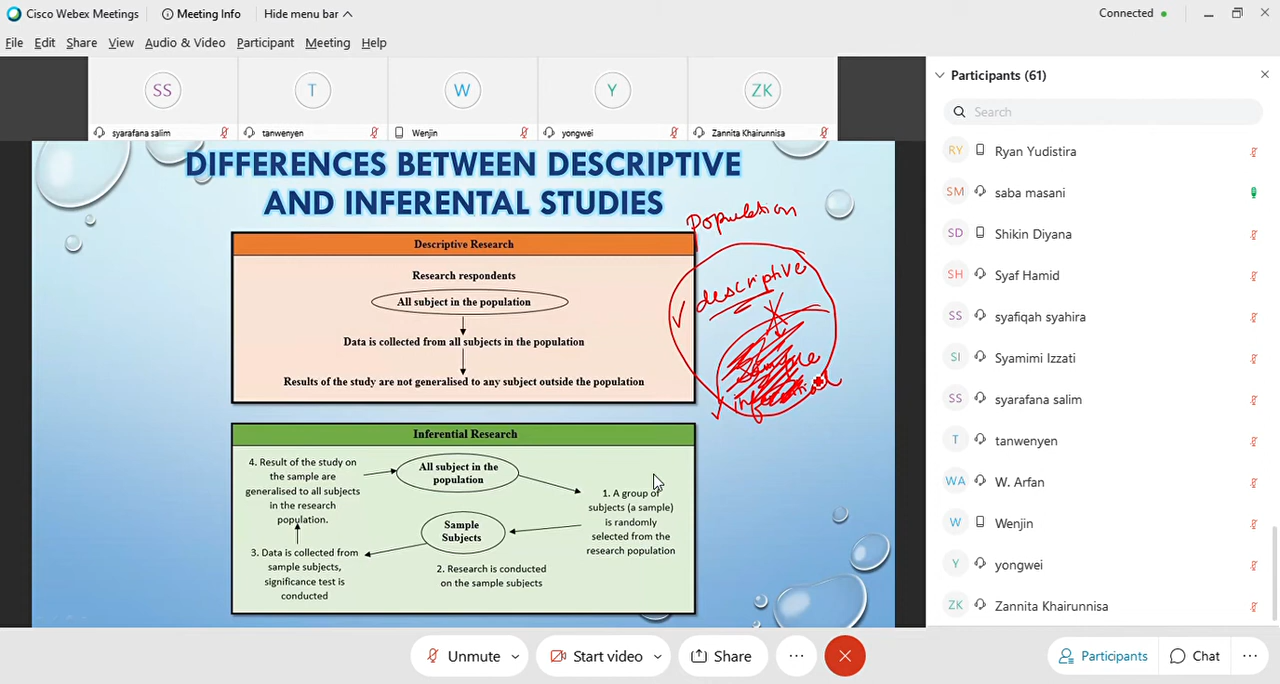 Cisco Webex Meetings
Meeting Info
Hide menu bar
Connected
File Edit Share View Audio & Video Participant Meeting Help
SS
T
W
Y
ZK
syarafana salim
tanwenyen
Wenjin
yongwei
Zannita Khairunnisa
DIFFERENCES BETWEEN DESCRIPTIVE
AND INFERENTAL STUDIES
Descriptive Research
Research respondents
All subject in the population
Data is collected from all subjects in the population
Results of the study are not generalised to any subject outside the population
Population
descriptive
Sample
inferential
Inferential Research
All subject in the
population
1. A group of
subjects (a sample)
is randomly
selected from the
research population
Sample
Subjects
2. Research is conducted
on the sample subjects
3. Data is collected from
sample subjects,
significance test is
conducted
4. Result of the study on
the sample are
generalised to all subjects
in the research
population.
Participants (61)
Search
RY Ryan Yudistira
SM saba masani
SD Shikin Diyana
SH Syaf Hamid
SS syafiqah syahira
SI Syamimi Izzati
SS syarafana salim
T tanwenyen
WA W. Arfan
W Wenjin
Y yongwei
ZK Zannita Khairunnisa
Unmute
Start video
Share
Participants
Chat